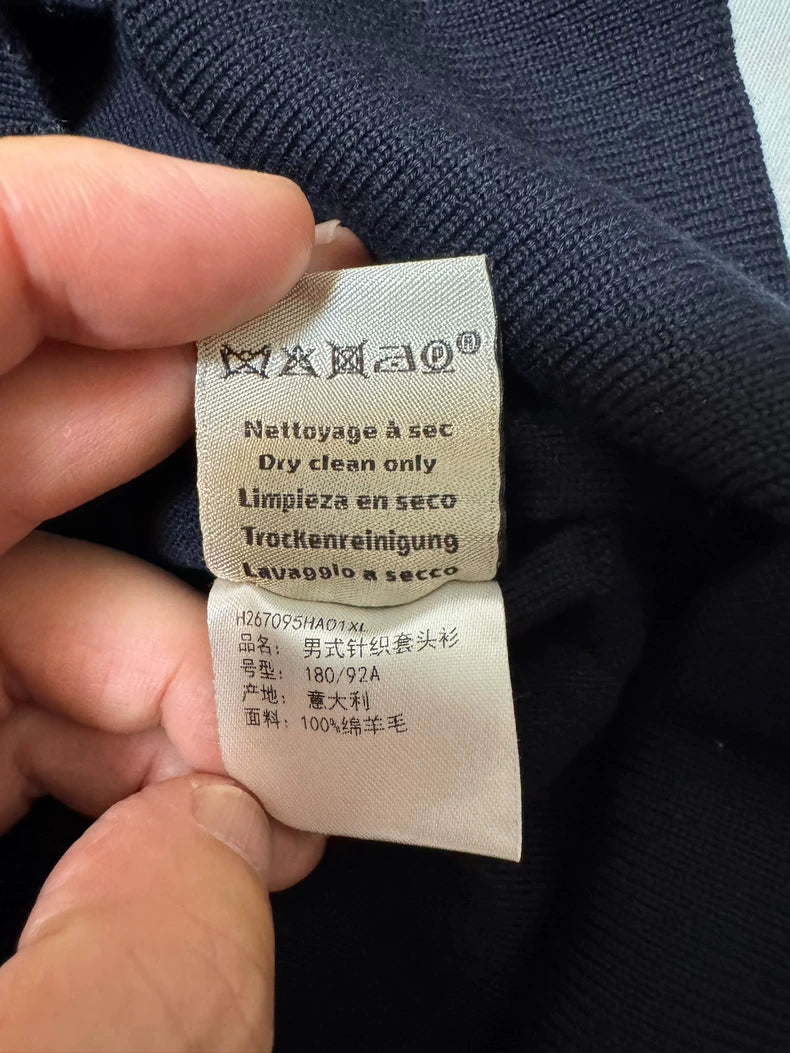 P
®
Nettoyage à sec
Dry clean only
Limpieza en seco
Trockenreinigung
Lavaggio a secco
H267095HA01XL
品名： 男式针织套头衫
号型： 180/92A
产地： 意大利
面料： 100%绵羊毛